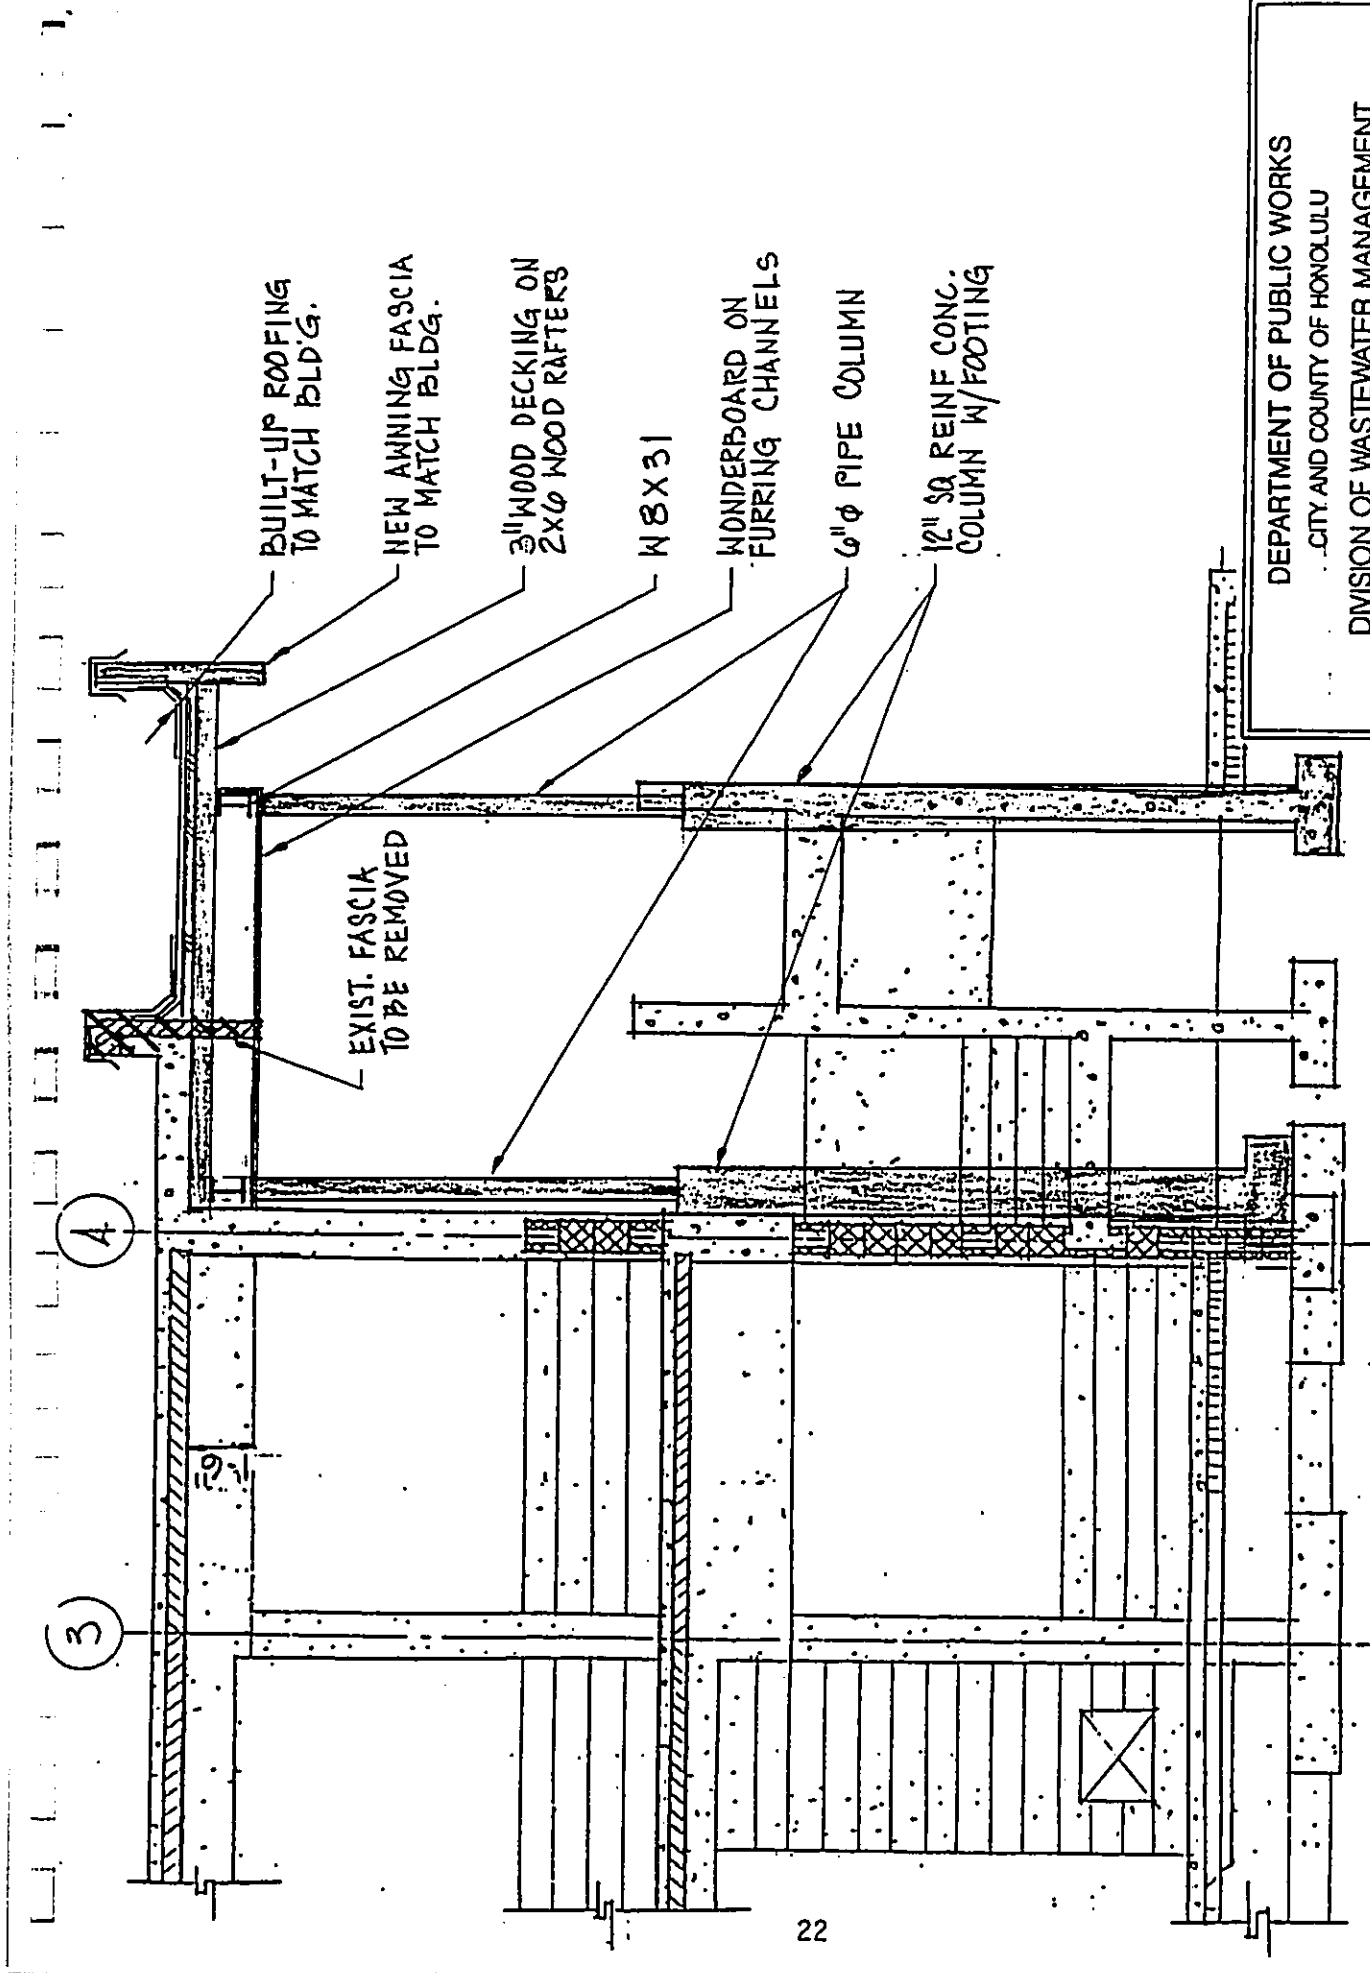 BUILT-UP ROOFING
TO MATCH BLD'G.
NEW AWNING FASCIA
TO MATCH BLDG.
3" WOOD DECKING ON
2X6 WOOD RAFTERS
W 8 X 31
WONDERBOARD ON
FURRING CHANNELS
6" φ PIPE COLUMN
12" SQ REINF CONC.
COLUMN W/FOOTING
EXIST. FASCIA
TO BE REMOVED
3
4
DEPARTMENT OF PUBLIC WORKS
CITY AND COUNTY OF HONOLULU
DIVISION OF WASTEWATER MANAGEMENT
22